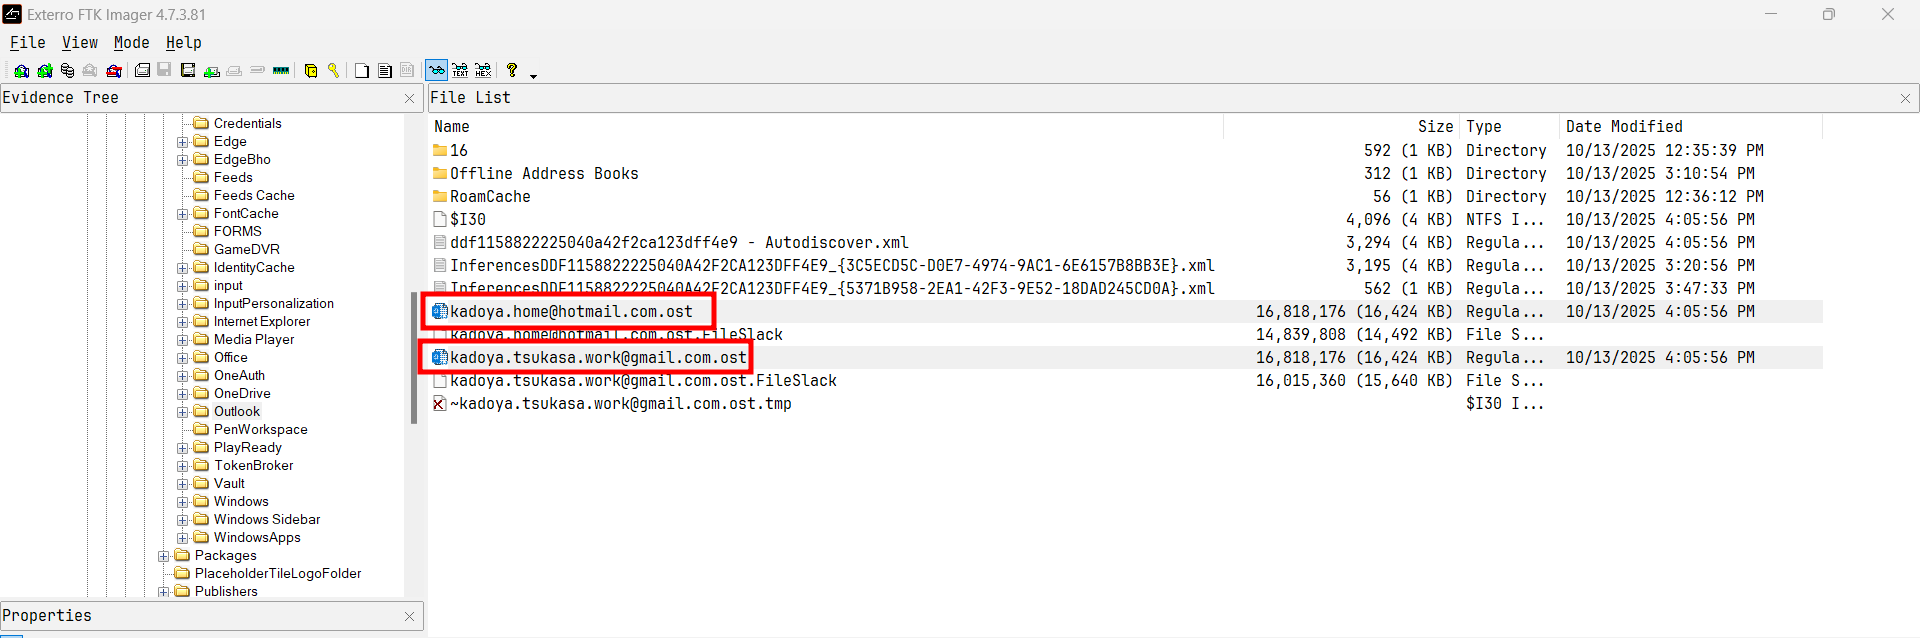 Exterro FTK Imager 4.7.3.81
File View Mode Help
Evidence Tree
Credentials
Edge
EdgeBho
Feeds
Feeds Cache
FontCache
FORMS
GameDVR
IdentityCache
input
InputPersonalization
Internet Explorer
Media Player
Office
OneAuth
OneDrive
Outlook
PenWorkspace
PlayReady
TokenBroker
Vault
Windows
Windows Sidebar
WindowsApps
Packages
PlaceholderTileLogoFolder
Publishers
Properties
File List
Name Size Type Date Modified
16 592 (1 KB) Directory 10/13/2025 12:35:39 PM
Offline Address Books 312 (1 KB) Directory 10/13/2025 3:10:54 PM
RoamCache 56 (1 KB) Directory 10/13/2025 12:36:12 PM
$I30 4,096 (4 KB) NTFS I... 10/13/2025 4:05:56 PM
ddf1158822225040a42f2ca123dff4e9 - Autodiscover.xml 3,294 (4 KB) Regula... 10/13/2025 4:05:56 PM
InferencesDDF1158822225040A42F2CA123DFF4E9_{3C5ECD5C-D0E7-4974-9AC1-6E6157B8BB3E}.xml 3,195 (4 KB) Regula... 10/13/2025 3:20:56 PM
InferencesDDF1158822225040A42F2CA123DFF4E9_{5371B958-2EA1-42F3-9E52-18DAD245CD0A}.xml 562 (1 KB) Regula... 10/13/2025 3:47:33 PM
kadoya.home@hotmail.com.ost 16,818,176 (16,424 KB) Regula... 10/13/2025 4:05:56 PM
kadoya.home@hotmail.com.ost.FileSlack 14,839,808 (14,492 KB) File S...
kadoya.tsukasa.work@gmail.com.ost 16,818,176 (16,424 KB) Regula... 10/13/2025 4:05:56 PM
kadoya.tsukasa.work@gmail.com.ost.FileSlack 16,015,360 (15,640 KB) File S...
~kadoya.tsukasa.work@gmail.com.ost.tmp $I30 I...